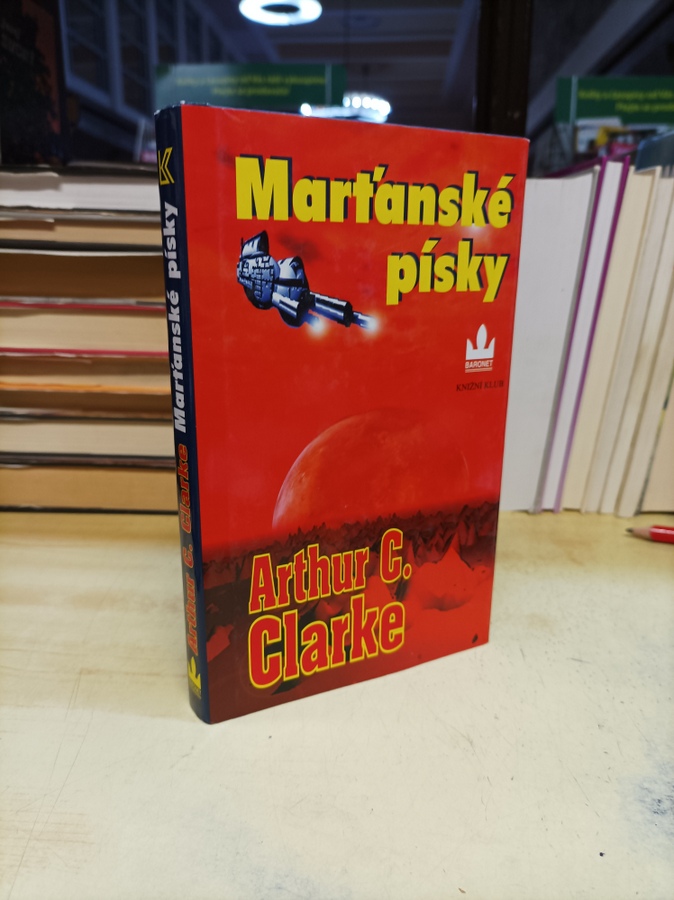 Marťanské
písky
BARONET
KNIŽNÍ KLUB
Arthur C.
Clarke
Arthur C. Clarke Marťanské písky